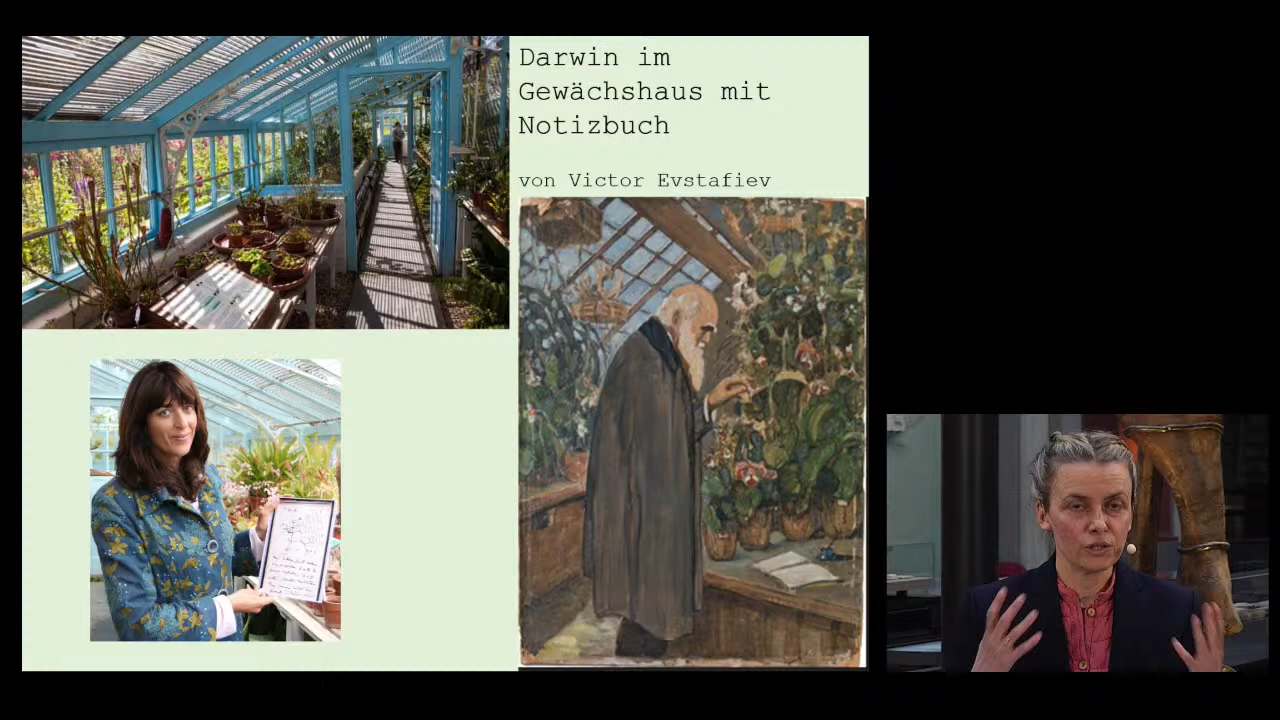 Darwin im
Gewächshaus mit
Notizbuch
von Victor Evstafiev